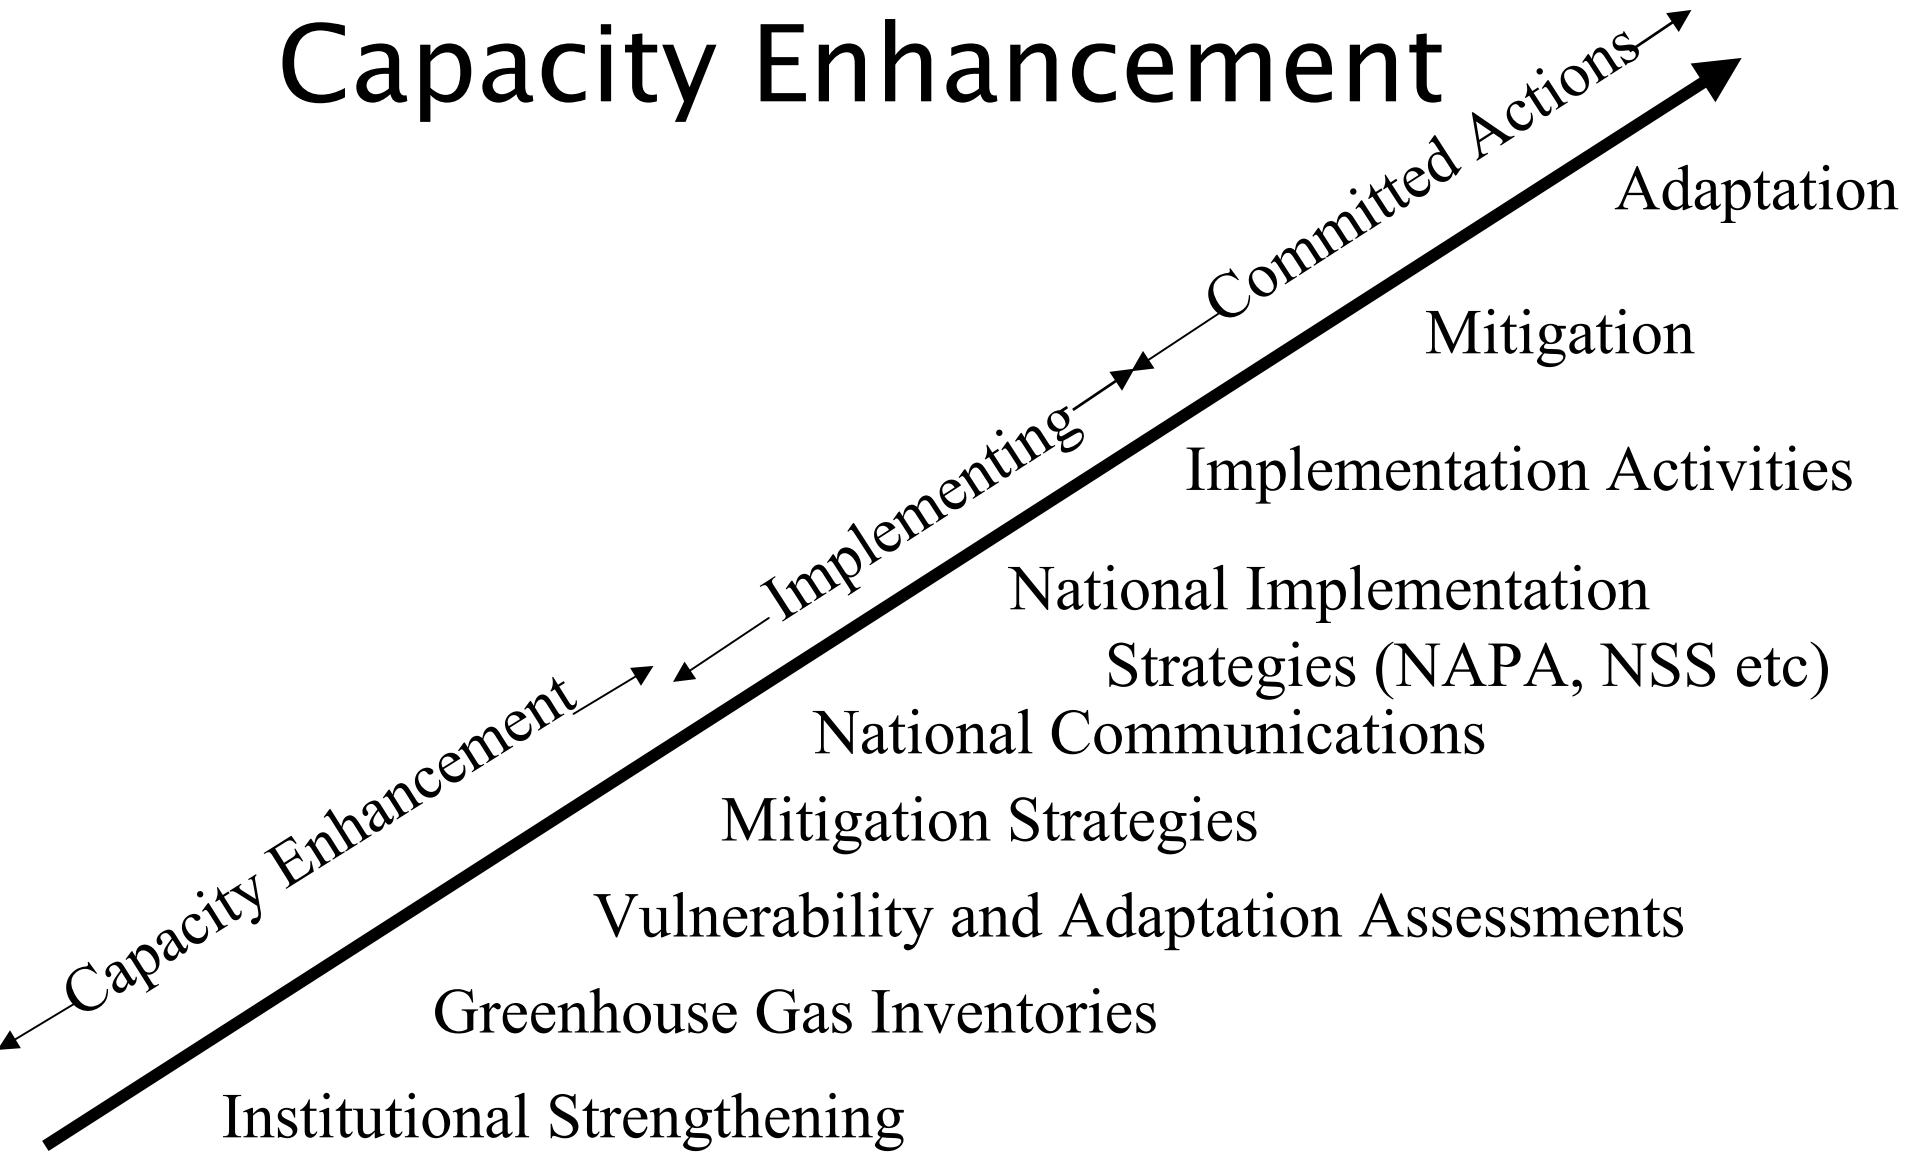 Capacity Enhancement
Committed Actions
Adaptation
Mitigation
Implementing
Implementation Activities
National Implementation
Strategies (NAPA, NSS etc)
Capacity Enhancement
National Communications
Mitigation Strategies
Vulnerability and Adaptation Assessments
Greenhouse Gas Inventories
Institutional Strengthening